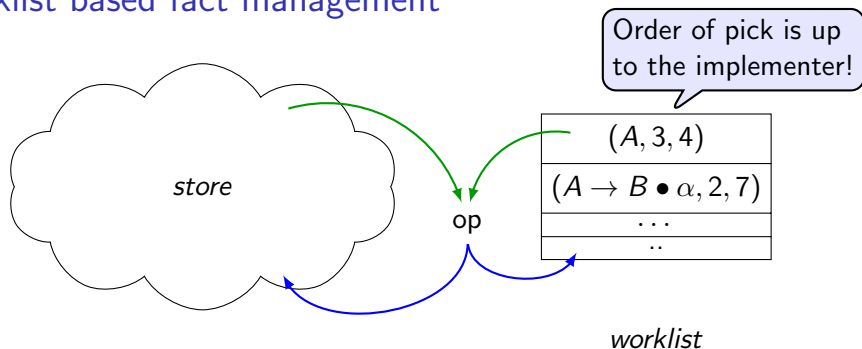 klist based fact management
Order of pick is up
to the implementer!
(A, 3, 4)
store
(A → B • α, 2, 7)
op
· · ·
··
worklist